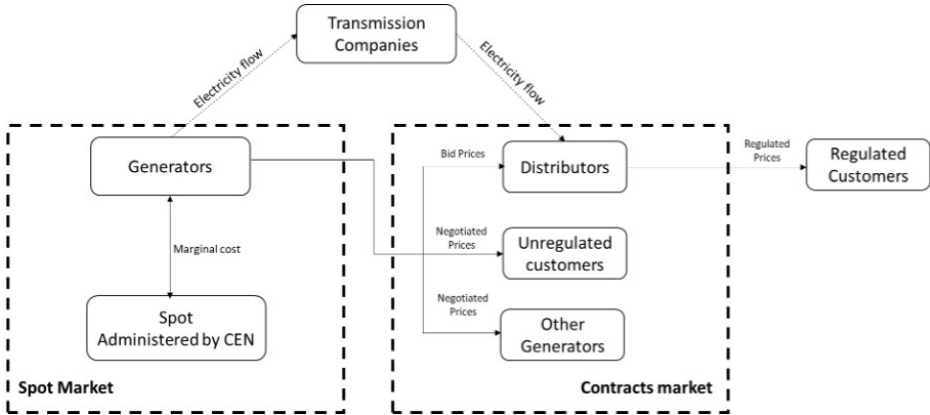 Transmission
Companies
Electricity flow
Electricity flow
Generators
Bid Prices
Distributors
Regulated
Prices
Regulated
Customers
Marginal cost
Negotiated
Prices
Unregulated
customers
Negotiated
Prices
Spot
Administered by CEN
Other
Generators
Spot Market
Contracts market